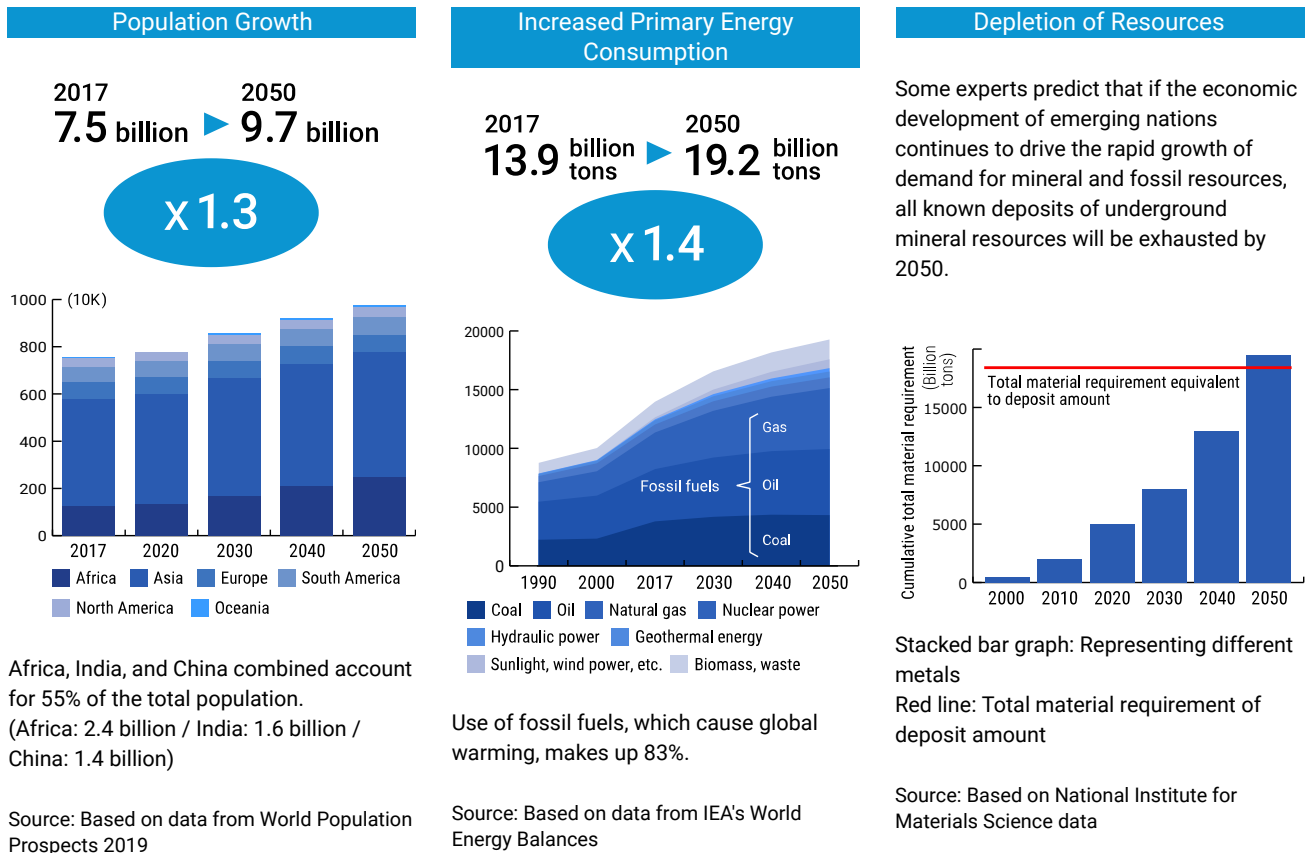 Population Growth
2017
7.5 billion
2050
9.7 billion
x 1.3
1000
(10K)
800
600
400
200
0
2017 2020 2030 2040 2050
Africa Asia Europe South America
North America Oceania
Africa, India, and China combined account
for 55% of the total population.
(Africa: 2.4 billion / India: 1.6 billion /
China: 1.4 billion)
Source: Based on data from World Population
Prospects 2019
Increased Primary Energy
Consumption
2017
13.9 billion
tons
2050
19.2 billion
tons
x 1.4
20000
15000
10000
5000
0
Gas
Fossil fuels
Oil
Coal
1990 2000 2017 2030 2040 2050
Coal Oil Natural gas Nuclear power
Hydraulic power Geothermal energy
Sunlight, wind power, etc. Biomass, waste
Use of fossil fuels, which cause global
warming, makes up 83%.
Source: Based on data from IEA's World
Energy Balances
Depletion of Resources
Some experts predict that if the economic
development of emerging nations
continues to drive the rapid growth of
demand for mineral and fossil resources,
all known deposits of underground
mineral resources will be exhausted by
2050.
Cumulative total material requirement
(Billion
tons)
Total material requirement equivalent
to deposit amount
15000
10000
5000
0
2000 2010 2020 2030 2040 2050
Stacked bar graph: Representing different
metals
Red line: Total material requirement of
deposit amount
Source: Based on National Institute for
Materials Science data